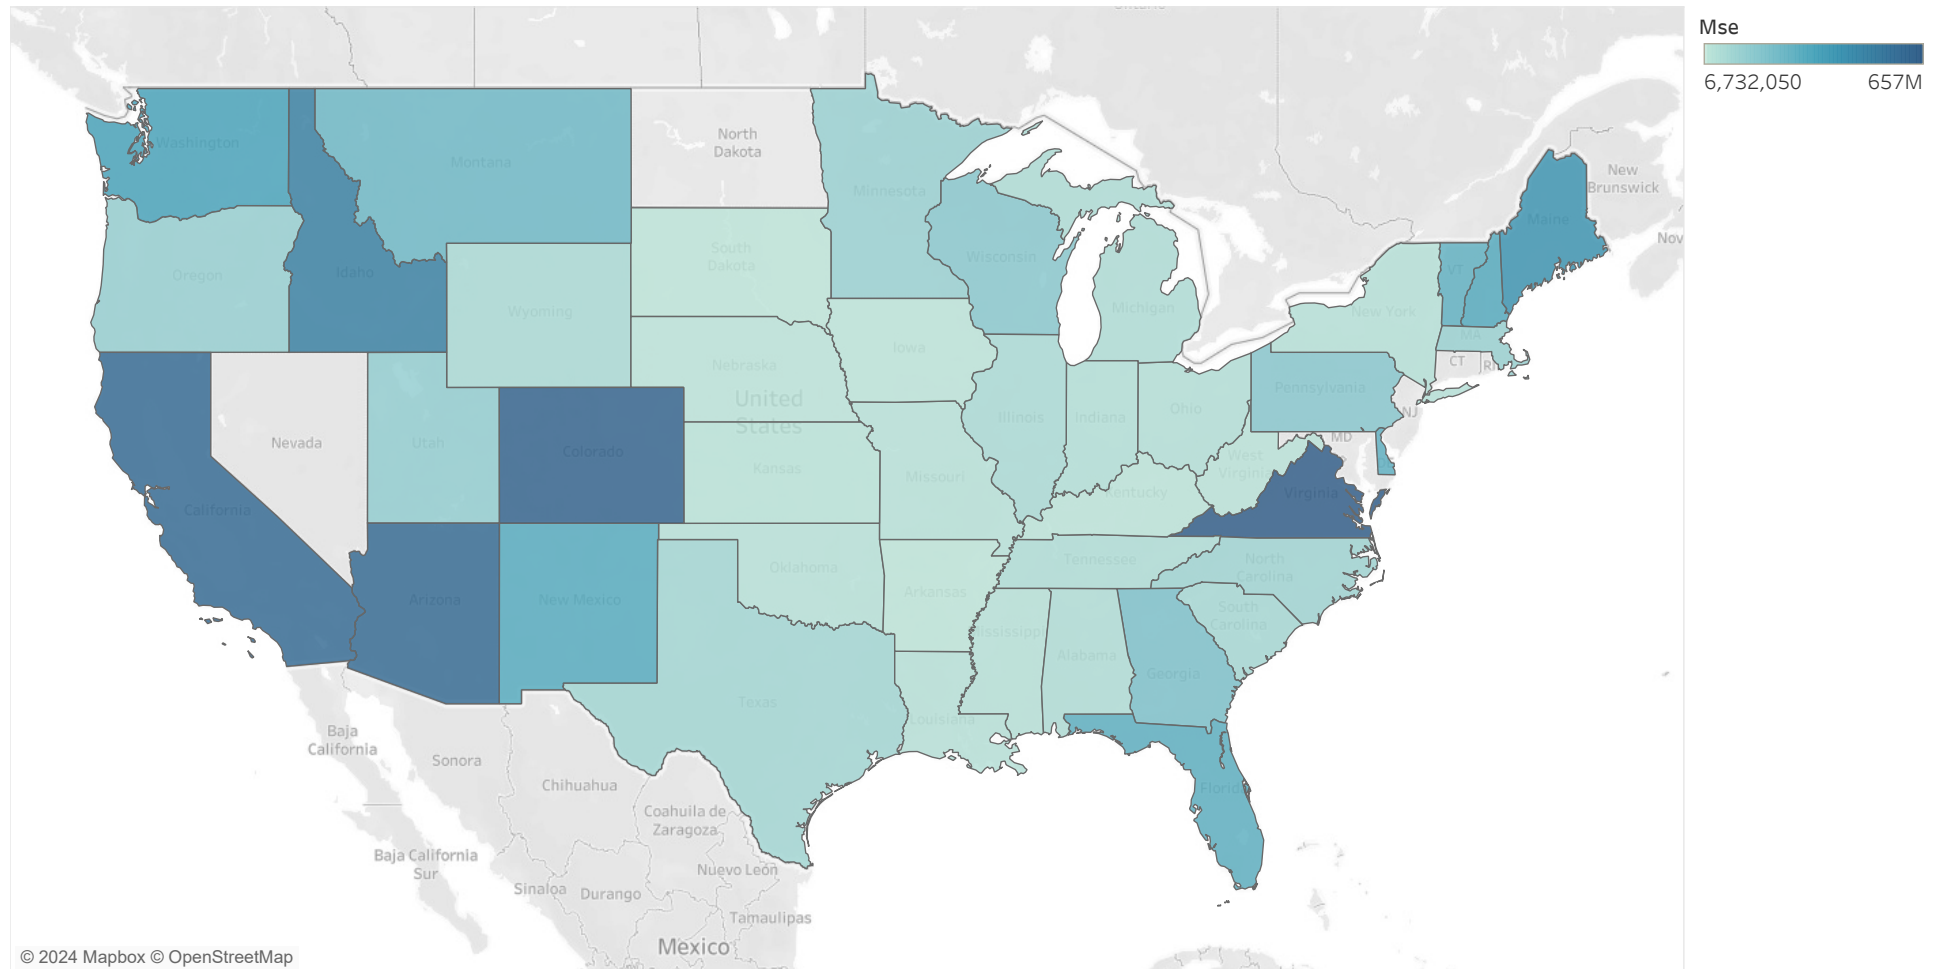 Ontario
Mse
6,732,050
657M
Washington
Montana
North
Dakota
Minnesota
New
Brunswick
Maine
Nov
Oregon
Idaho
South
Dakota
Wisconsin
VT
Wyoming
Michigan
New York
MA
Iowa
CT
RI
Nebraska
Pennsylvania
United
States
NJ
Nevada
Utah
Colorado
Illinois
Indiana
Ohio
MD
Kansas
Missouri
West
Virginia
Kentucky
Virginia
California
Arizona
New Mexico
Oklahoma
Arkansas
Tennessee
North
Carolina
South
Carolina
Mississippi
Alabama
Georgia
Texas
Louisiana
Florida
Baja
California
Sonora
Chihuahua
Coahuila de
Zaragoza
Baja California
Sur
Nuevo León
Sinaloa
Durango
Tamaulipas
Mexico
© 2024 Mapbox © OpenStreetMap